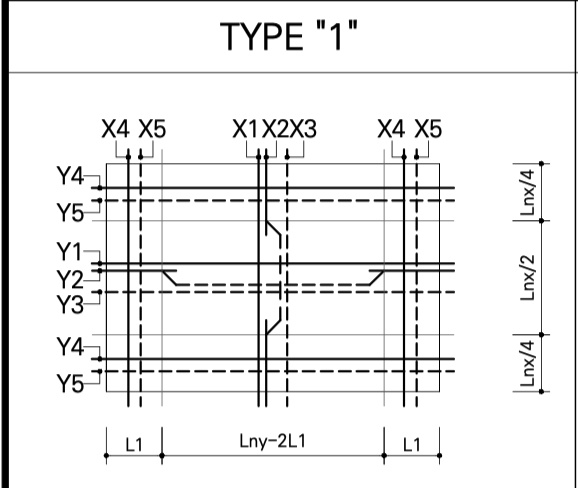 TYPE "1"
X4 X5 X1 X2 X3 X4 X5
Y4
Y5
Y1
Y2
Y3
Y4
Y5
Lnx/4
Lnx/2
Lnx/4
L1 Lny-2L1 L1